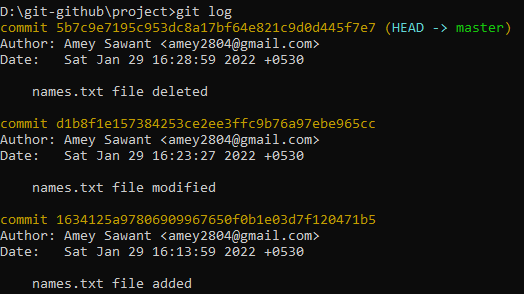 D:\git-github\project>git log
commit 5b7c9e7195c953dc8a17bf64e821c9d0d445f7e7 (HEAD -> master)
Author: Amey Sawant <amey2804@gmail.com>
Date:   Sat Jan 29 16:28:59 2022 +0530
names.txt file deleted
commit d1b8f1e157384253ce2ee3ffc9b76a97ebe965cc
Author: Amey Sawant <amey2804@gmail.com>
Date:   Sat Jan 29 16:23:27 2022 +0530
names.txt file modified
commit 1634125a97806909967650f0b1e03d7f120471b5
Author: Amey Sawant <amey2804@gmail.com>
Date:   Sat Jan 29 16:13:59 2022 +0530
names.txt file added